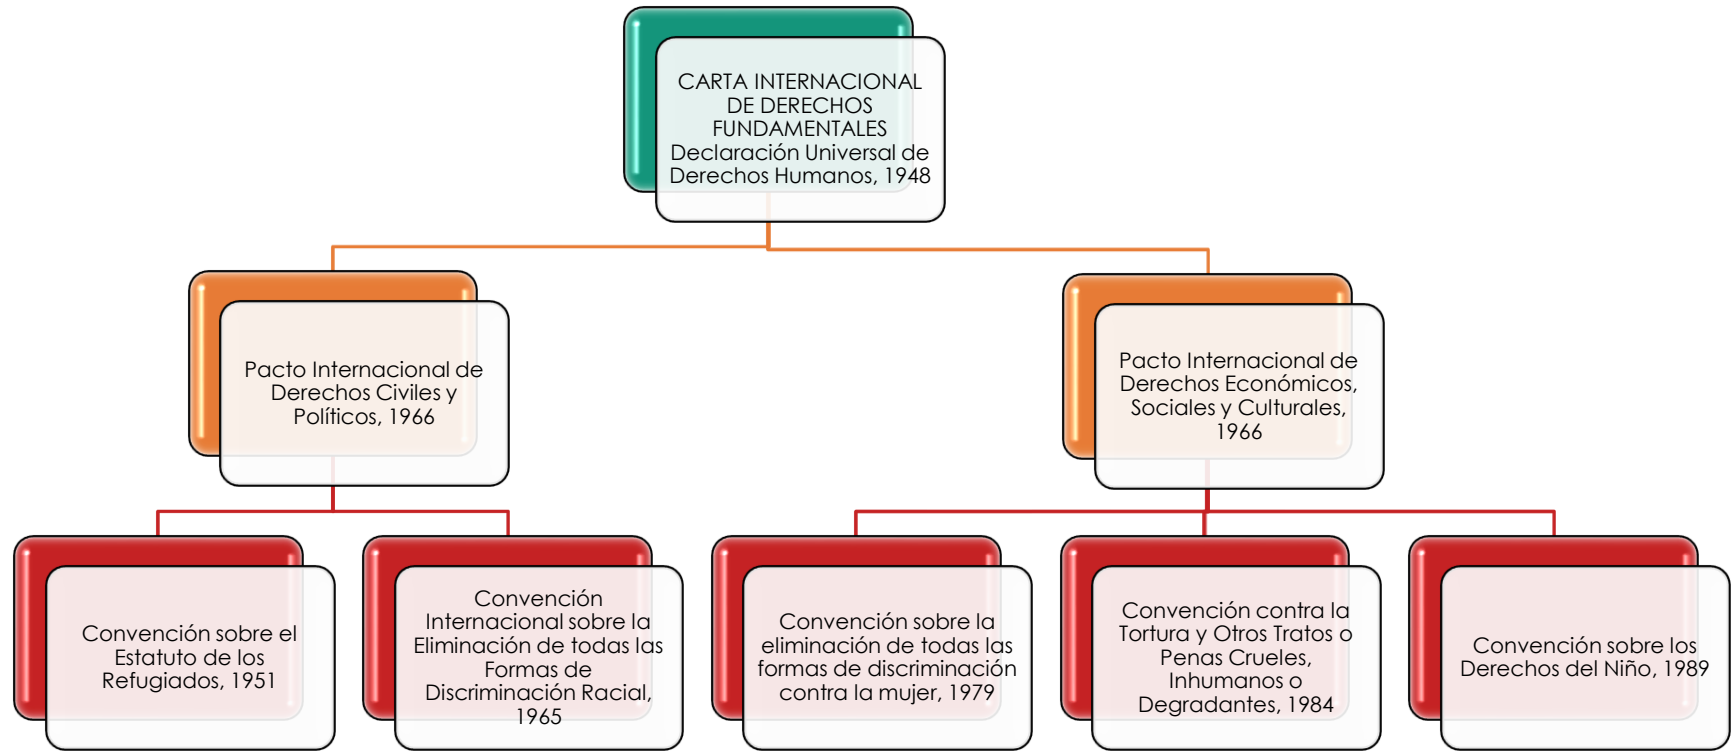 CARTA INTERNACIONAL
DE DERECHOS
FUNDAMENTALES
Declaración Universal de
Derechos Humanos, 1948
Pacto Internacional de
Derechos Civiles y
Políticos, 1966
Pacto Internacional de
Derechos Económicos,
Sociales y Culturales,
1966
Convención sobre el
Estatuto de los
Refugiados, 1951
Convención
Internacional sobre la
Eliminación de todas las
Formas de
Discriminación Racial,
1965
Convención sobre la
eliminación de todas las
formas de discriminación
contra la mujer, 1979
Convención contra la
Tortura y Otros Tratos o
Penas Crueles,
Inhumanos o
Degradantes, 1984
Convención sobre los
Derechos del Niño, 1989